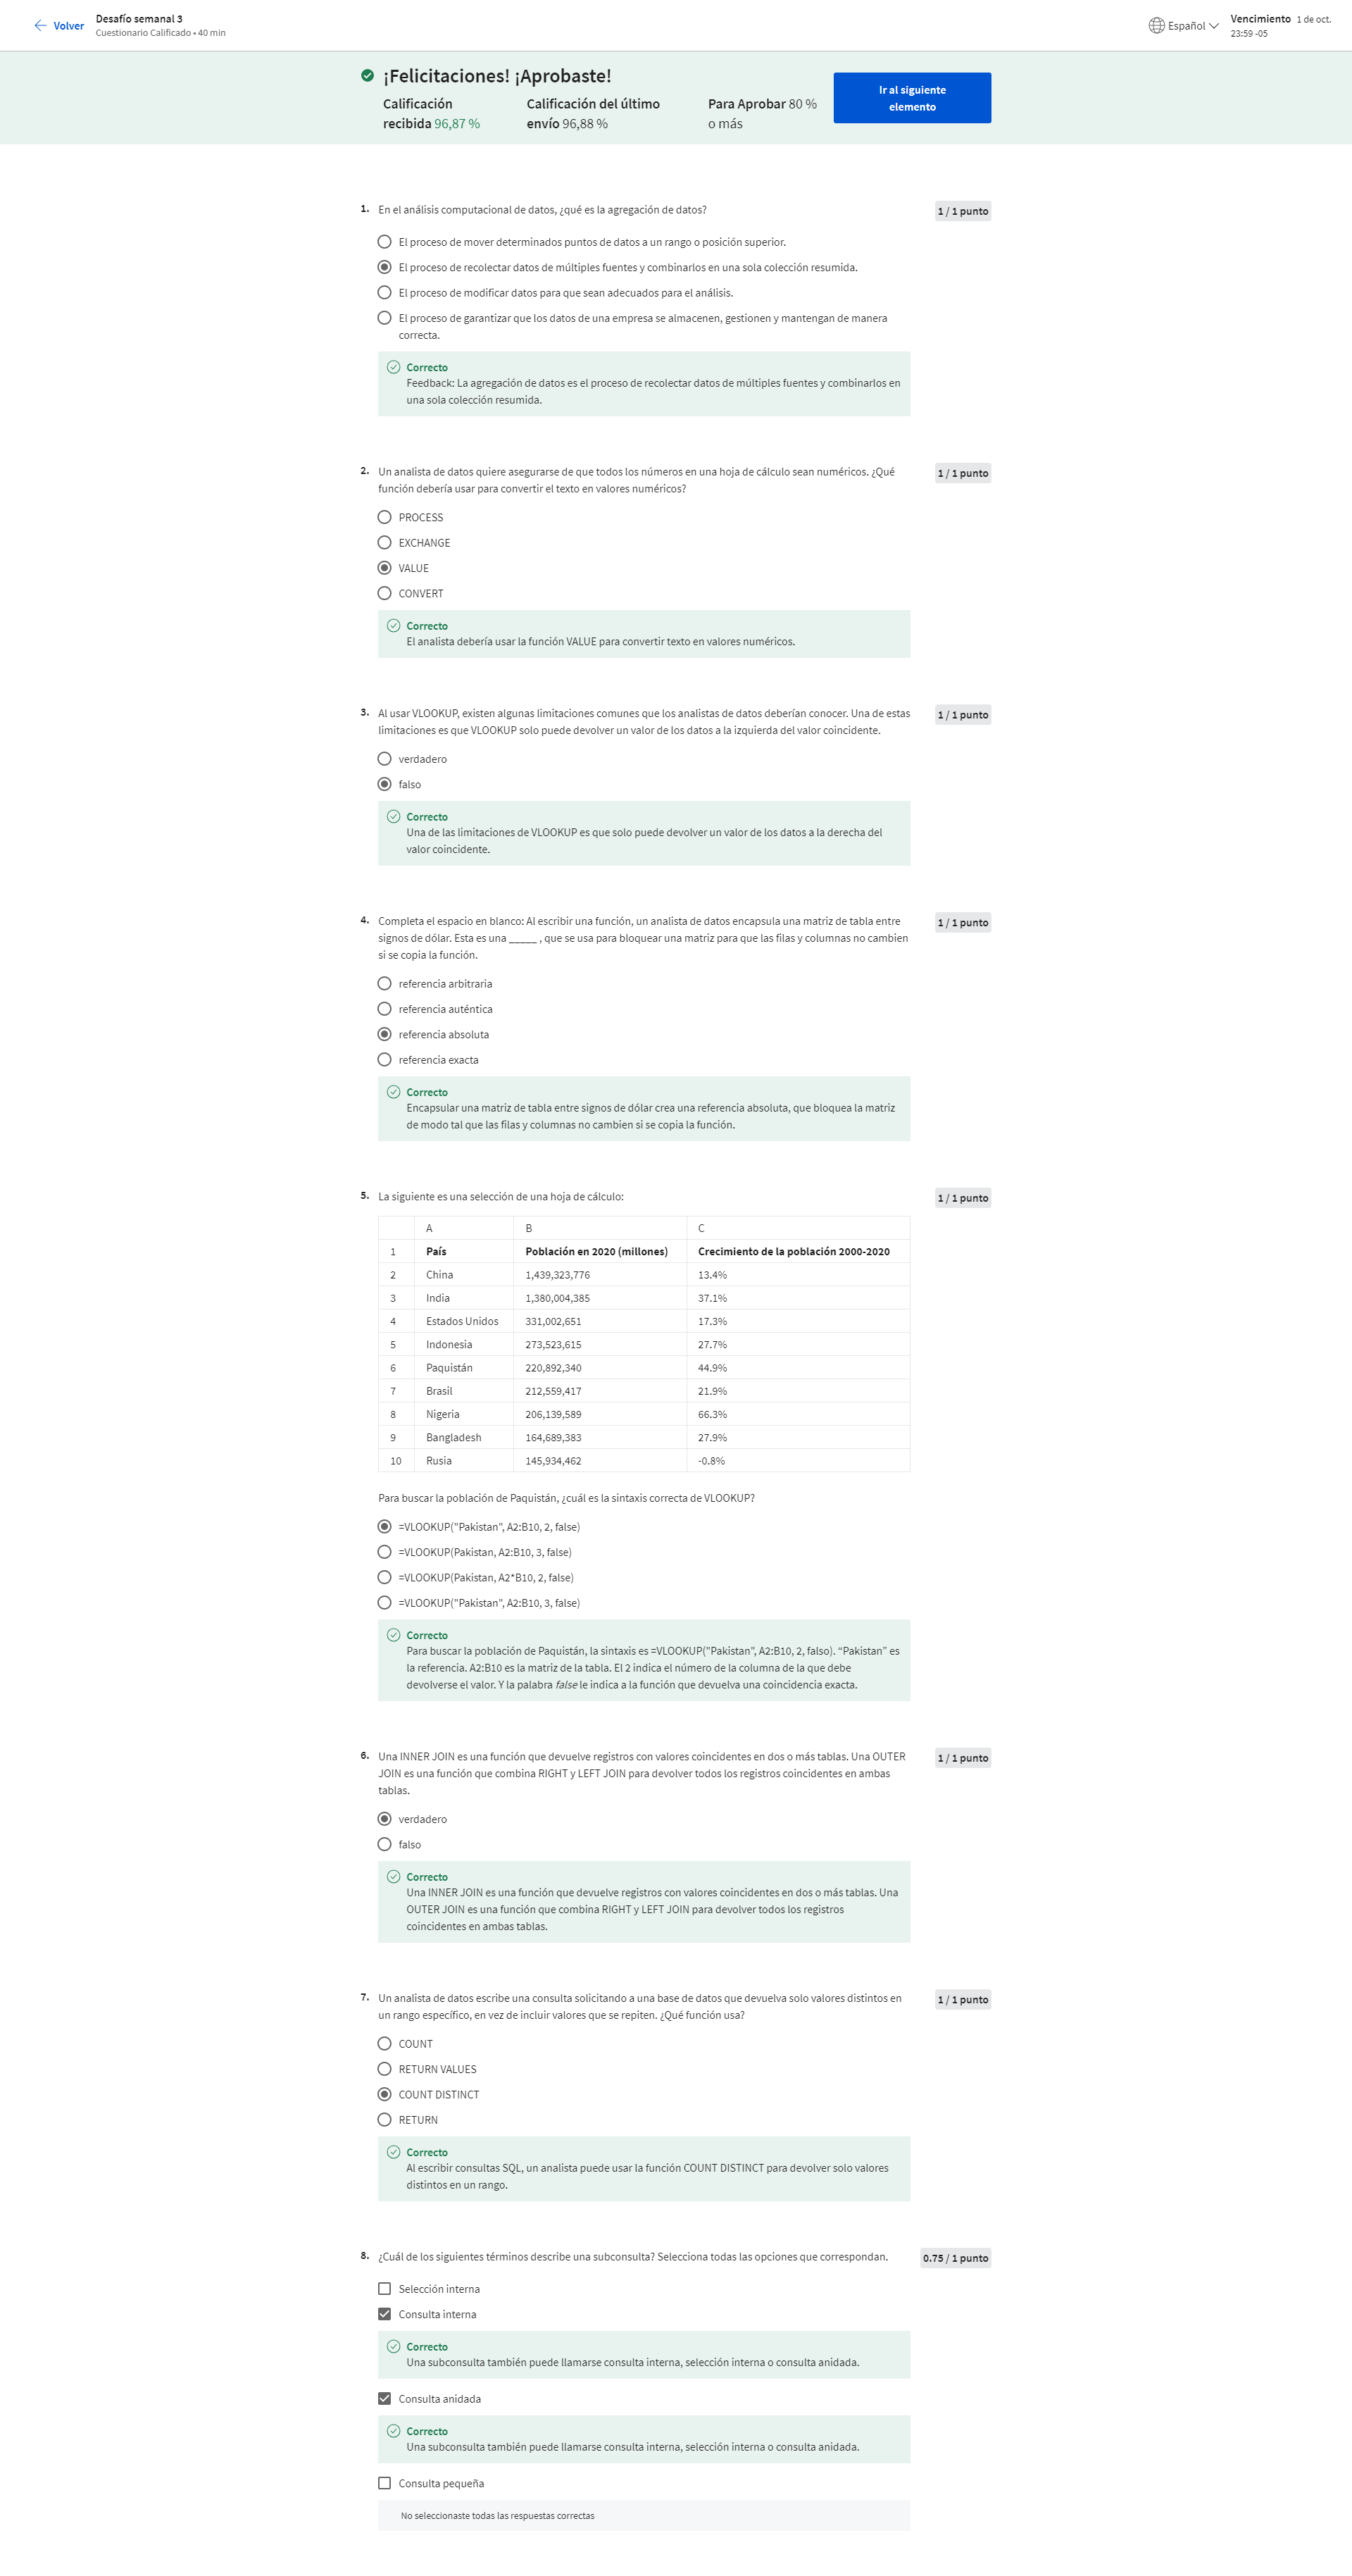 Volver
Desafío semanal 3
Cuestionario Calificado • 40 min
Español
Vencimiento 1 de oct.
23:59 -05
¡Felicitaciones! ¡Aprobaste!
Calificación
recibida 96,87 %
Calificación del último
envío 96,88 %
Para Aprobar 80 %
o más
Ir al siguiente
elemento
1. En el análisis computacional de datos, ¿qué es la agregación de datos?
1 / 1 punto
El proceso de mover determinados puntos de datos a un rango o posición superior.
El proceso de recolectar datos de múltiples fuentes y combinarlos en una sola colección resumida.
El proceso de modificar datos para que sean adecuados para el análisis.
El proceso de garantizar que los datos de una empresa se almacenen, gestionen y mantengan de manera
correcta.
Correcto
Feedback: La agregación de datos es el proceso de recolectar datos de múltiples fuentes y combinarlos en
una sola colección resumida.
2. Un analista de datos quiere asegurarse de que todos los números en una hoja de cálculo sean numéricos. ¿Qué
función debería usar para convertir el texto en valores numéricos?
1 / 1 punto
PROCESS
EXCHANGE
VALUE
CONVERT
Correcto
El analista debería usar la función VALUE para convertir texto en valores numéricos.
3. Al usar VLOOKUP, existen algunas limitaciones comunes que los analistas de datos deberían conocer. Una de estas
limitaciones es que VLOOKUP solo puede devolver un valor de los datos a la izquierda del valor coincidente.
1 / 1 punto
verdadero
falso
Correcto
Una de las limitaciones de VLOOKUP es que solo puede devolver un valor de los datos a la derecha del
valor coincidente.
4. Completa el espacio en blanco: Al escribir una función, un analista de datos encapsula una matriz de tabla entre
signos de dólar. Esta es una _____ , que se usa para bloquear una matriz para que las filas y columnas no cambien
si se copia la función.
1 / 1 punto
referencia arbitraria
referencia auténtica
referencia absoluta
referencia exacta
Correcto
Encapsular una matriz de tabla entre signos de dólar crea una referencia absoluta, que bloquea la matriz
de modo tal que las filas y columnas no cambien si se copia la función.
5. La siguiente es una selección de una hoja de cálculo:
1 / 1 punto
A B C
1 País Población en 2020 (millones) Crecimiento de la población 2000-2020
2 China 1,439,323,776 13.4%
3 India 1,380,004,385 37.1%
4 Estados Unidos 331,002,651 17.3%
5 Indonesia 273,523,615 27.7%
6 Paquistán 220,892,340 44.9%
7 Brasil 212,559,417 21.9%
8 Nigeria 206,139,589 66.3%
9 Bangladesh 164,689,383 27.9%
10 Rusia 145,934,462 -0.8%
Para buscar la población de Paquistán, ¿cuál es la sintaxis correcta de VLOOKUP?
=VLOOKUP("Pakistan", A2:B10, 2, false)
=VLOOKUP(Pakistan, A2:B10, 3, false)
=VLOOKUP(Pakistan, A2*B10, 2, false)
=VLOOKUP("Pakistan", A2:B10, 3, false)
Correcto
Para buscar la población de Paquistán, la sintaxis es =VLOOKUP("Pakistan", A2:B10, 2, falso). “Pakistan” es
la referencia. A2:B10 es la matriz de la tabla. El 2 indica el número de la columna de la que debe
devolverse el valor. Y la palabra false le indica a la función que devuelva una coincidencia exacta.
6. Una INNER JOIN es una función que devuelve registros con valores coincidentes en dos o más tablas. Una OUTER
JOIN es una función que combina RIGHT y LEFT JOIN para devolver todos los registros coincidentes en ambas
tablas.
1 / 1 punto
verdadero
falso
Correcto
Una INNER JOIN es una función que devuelve registros con valores coincidentes en dos o más tablas. Una
OUTER JOIN es una función que combina RIGHT y LEFT JOIN para devolver todos los registros
coincidentes en ambas tablas.
7. Un analista de datos escribe una consulta solicitando a una base de datos que devuelva solo valores distintos en
un rango específico, en vez de incluir valores que se repiten. ¿Qué función usa?
1 / 1 punto
COUNT
RETURN VALUES
COUNT DISTINCT
RETURN
Correcto
Al escribir consultas SQL, un analista puede usar la función COUNT DISTINCT para devolver solo valores
distintos en un rango.
8. ¿Cuál de los siguientes términos describe una subconsulta? Selecciona todas las opciones que correspondan.
0.75 / 1 punto
Selección interna
Consulta interna
Correcto
Una subconsulta también puede llamarse consulta interna, selección interna o consulta anidada.
Consulta anidada
Correcto
Una subconsulta también puede llamarse consulta interna, selección interna o consulta anidada.
Consulta pequeña
No seleccionaste todas las respuestas correctas